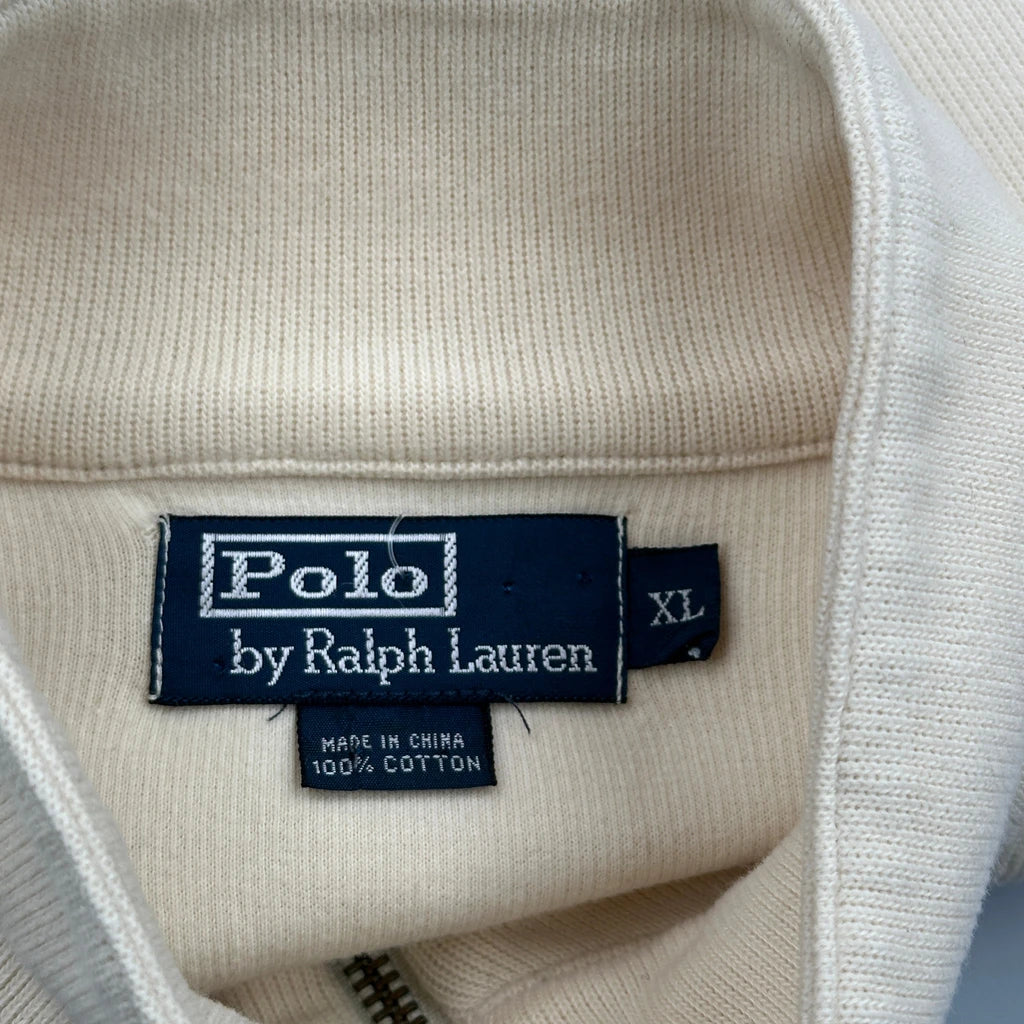 Polo
by Ralph Lauren
XL
MADE IN CHINA
100% COTTON